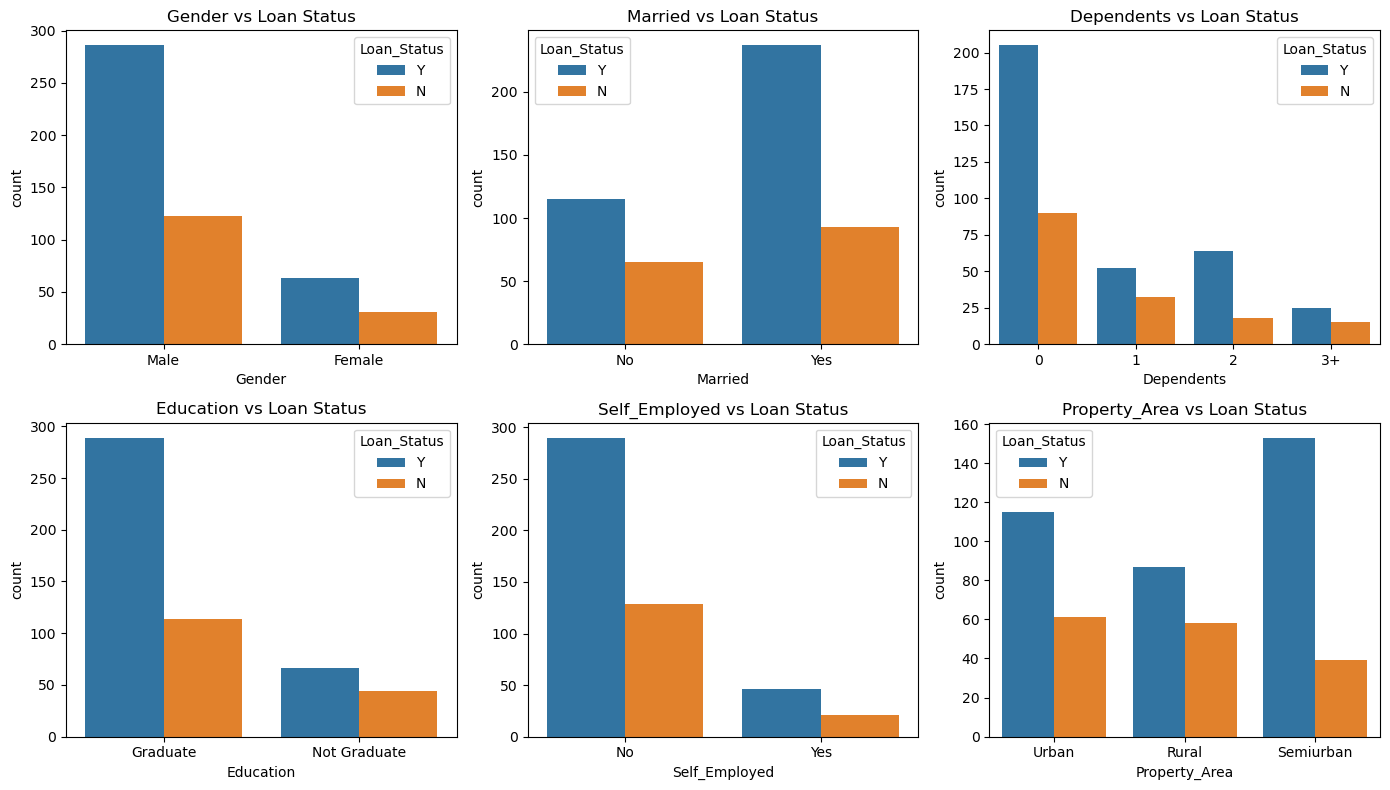 Gender vs Loan Status
300
250
200
150
100
50
0
count
Loan_Status
Y
N
Male Female
Gender
Married vs Loan Status
200
150
100
50
0
count
Loan_Status
Y
N
No Yes
Married
Dependents vs Loan Status
200
175
150
125
100
75
50
25
0
count
Loan_Status
Y
N
0 1 2 3+
Dependents
Education vs Loan Status
300
250
200
150
100
50
0
count
Loan_Status
Y
N
Graduate Not Graduate
Education
Self_Employed vs Loan Status
300
250
200
150
100
50
0
count
Loan_Status
Y
N
No Yes
Self_Employed
Property_Area vs Loan Status
160
140
120
100
80
60
40
20
0
count
Loan_Status
Y
N
Urban Rural Semiurban
Property_Area